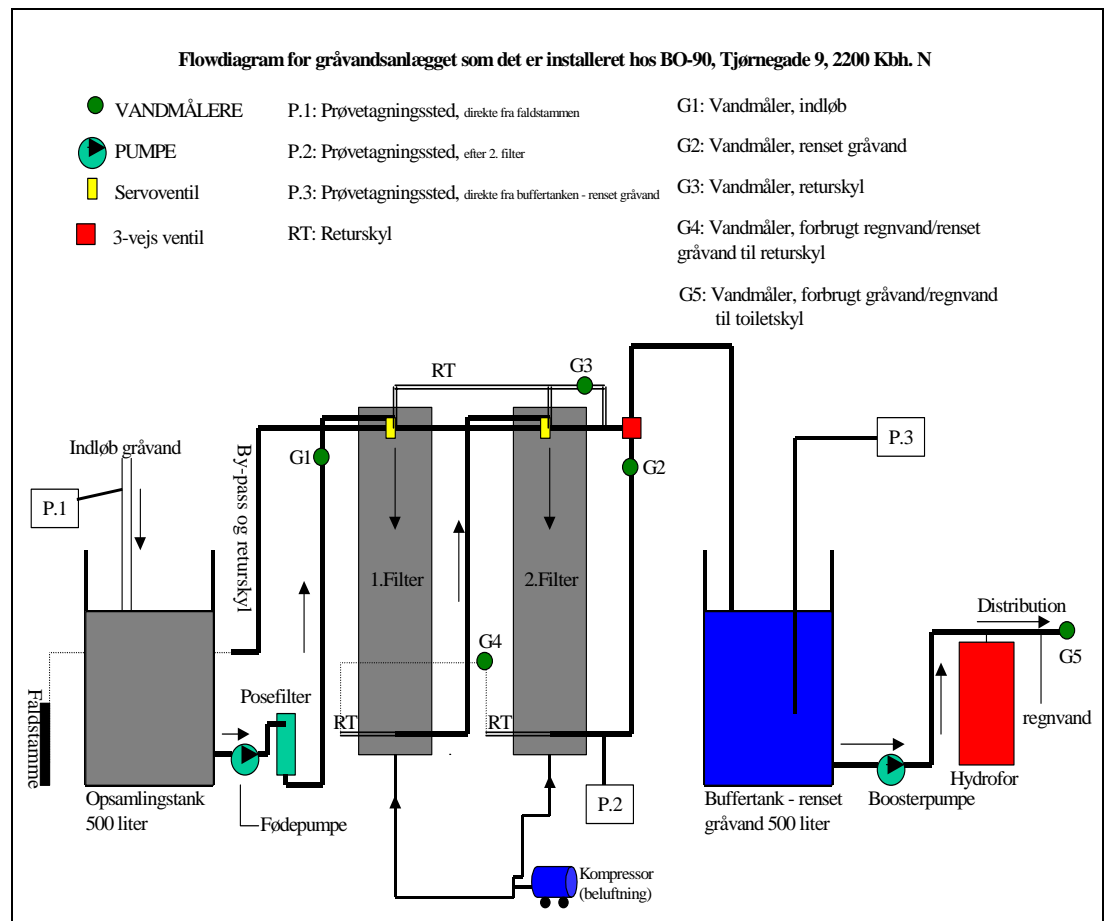 Flowdiagram for gråvandsanlægget som det er installeret hos BO-90, Tjørnegade 9, 2200 Kbh. N
VANDMÅLERE
PUMPE
Servoventil
3-vejs ventil
P.1: Prøvetagningssted, direkte fra faldstammen
P.2: Prøvetagningssted, efter 2. filter
P.3: Prøvetagningssted, direkte fra buffertanken - renset gråvand
RT: Returskyl
G1: Vandmåler, indløb
G2: Vandmåler, renset gråvand
G3: Vandmåler, returskyl
G4: Vandmåler, forbrugt regnvand/renset
gråvand til returskyl
G5: Vandmåler, forbrugt gråvand/regnvand
til toiletskyl
RT
G3
Indløb gråvand
P.1
By-pass og returskyl
G1
G2
P.3
1.Filter
2.Filter
G4
Distribution
G5
Faldstamme
Posefilter
RT
RT
regnvand
Opsamlingstank
500 liter
Fødepumpe
P.2
Buffertank - renset
gråvand 500 liter
Boosterpumpe
Hydrofor
Kompressor
(beluftning)